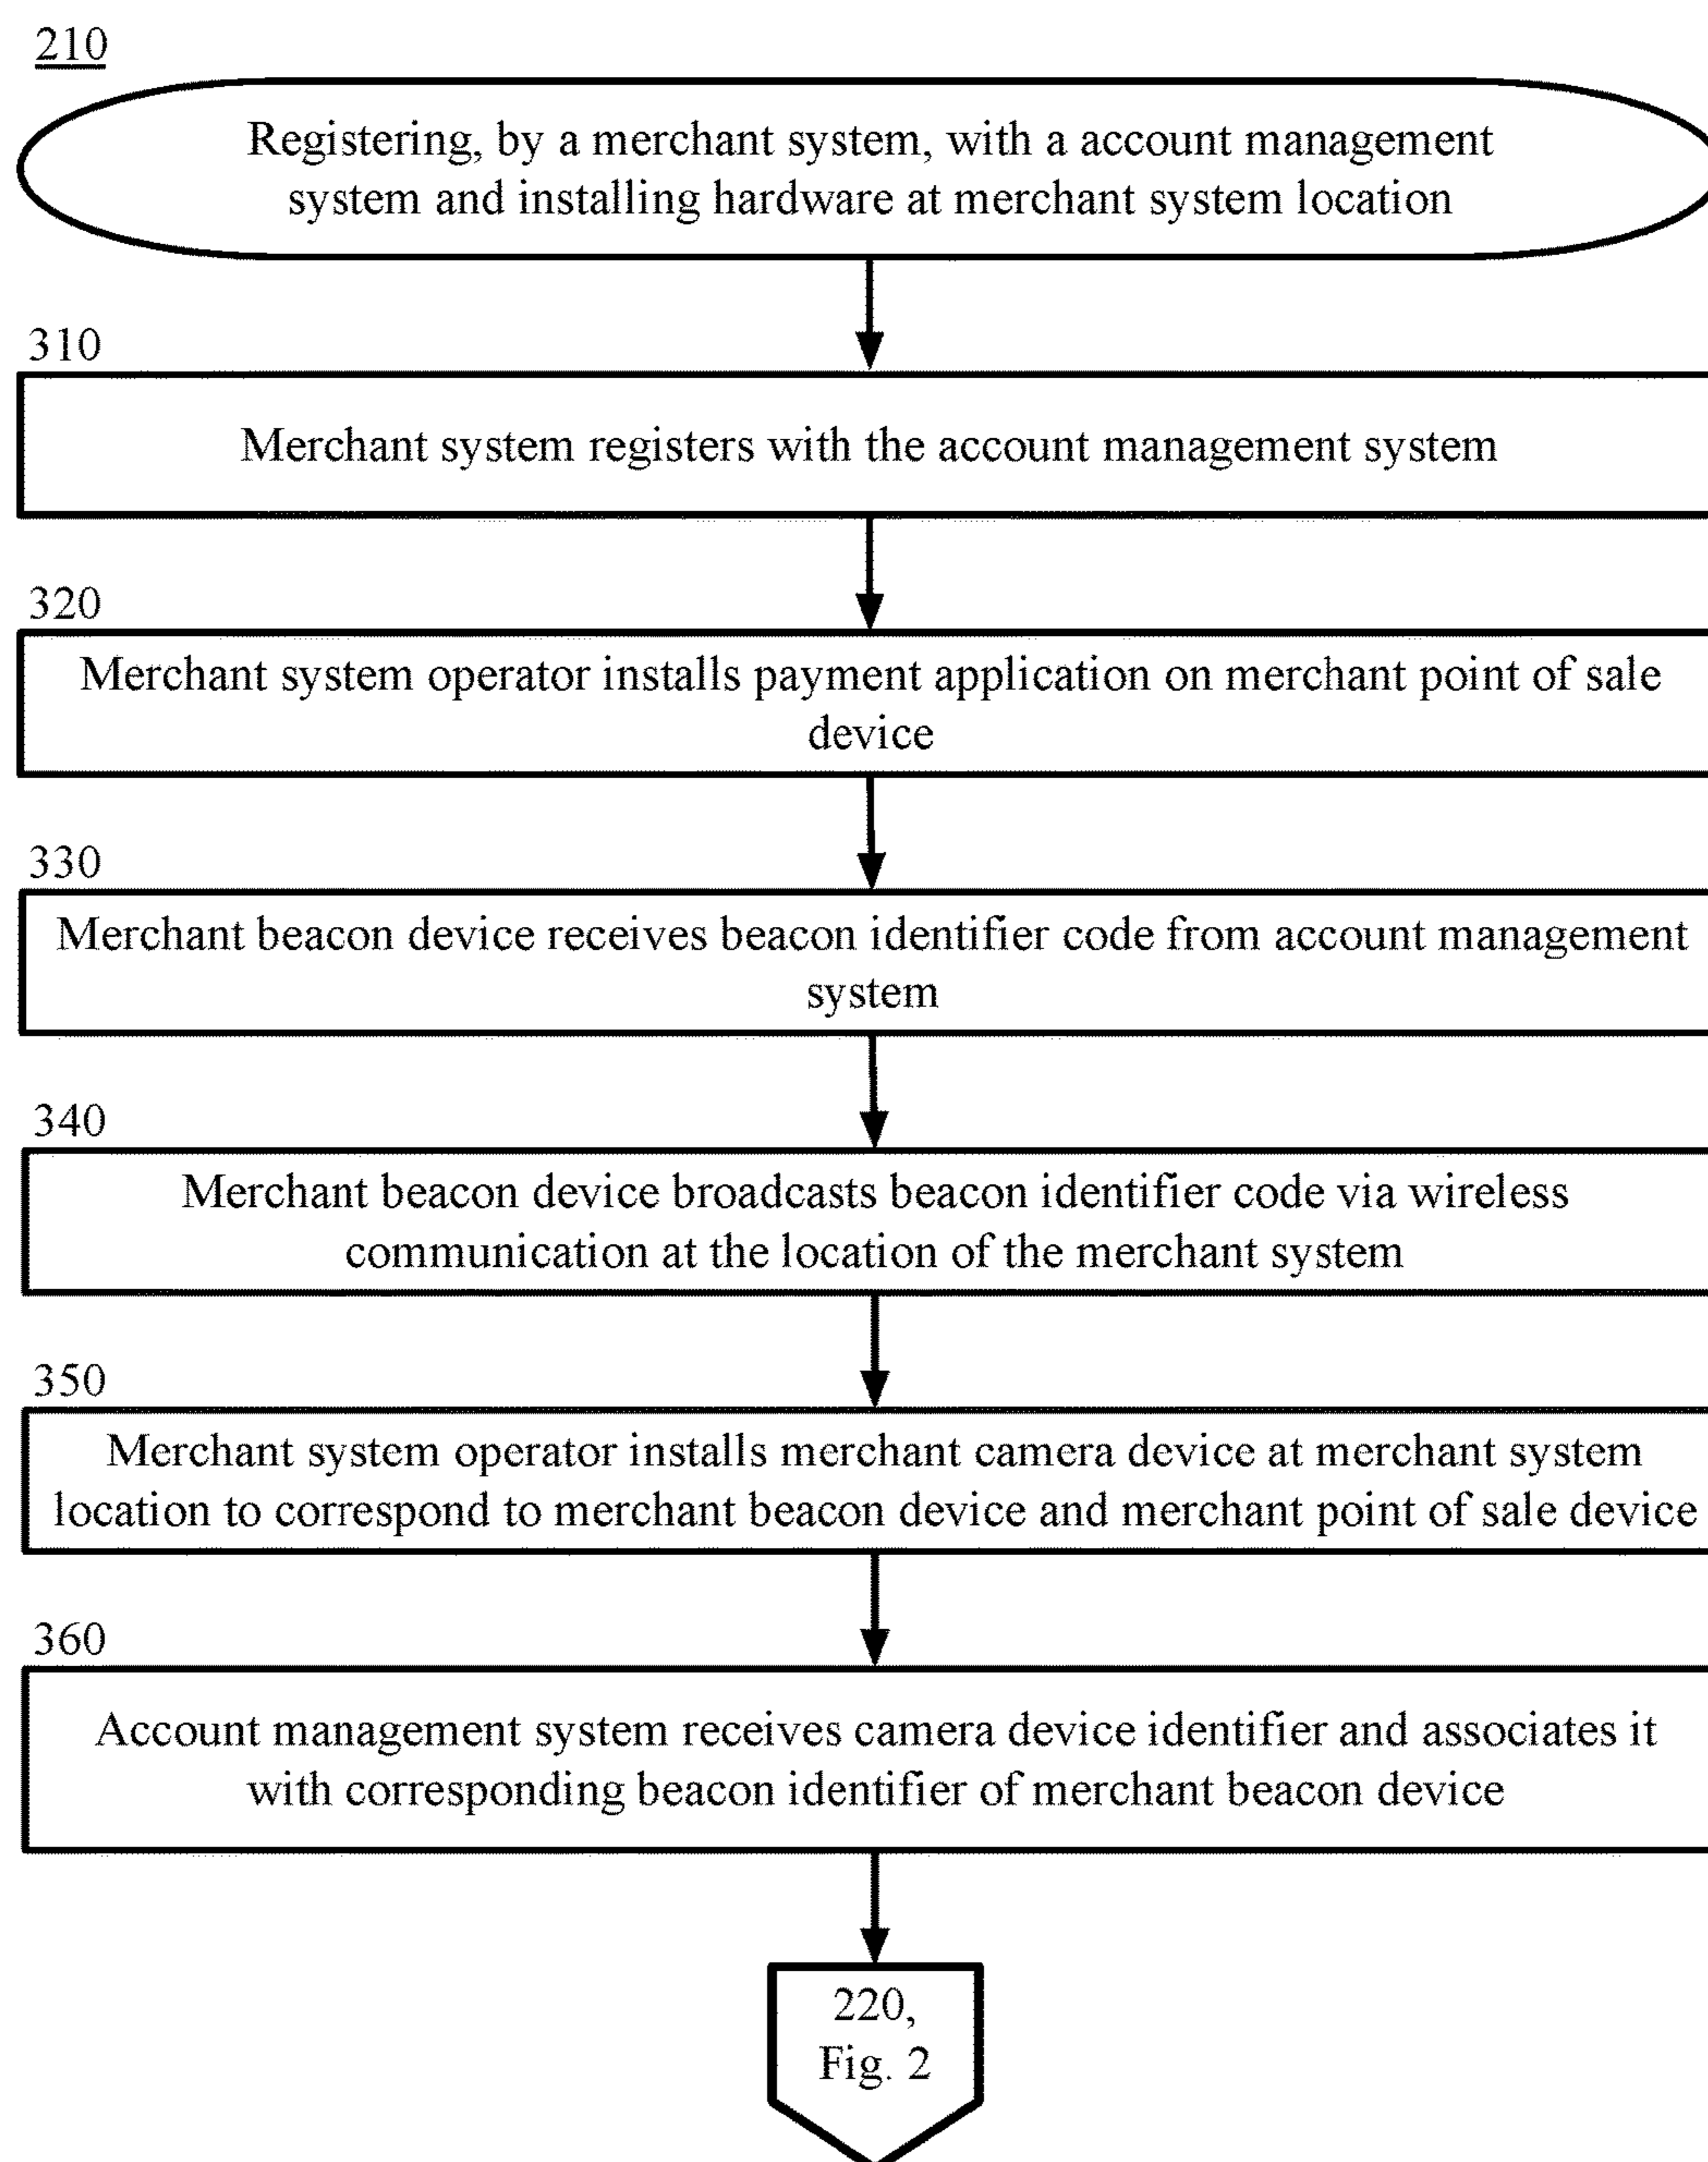 210
Registering, by a merchant system, with a account management
system and installing hardware at merchant system location
310
Merchant system registers with the account management system
320
Merchant system operator installs payment application on merchant point of sale
device
330
Merchant beacon device receives beacon identifier code from account management
system
340
Merchant beacon device broadcasts beacon identifier code via wireless
communication at the location of the merchant system
350
Merchant system operator installs merchant camera device at merchant system
location to correspond to merchant beacon device and merchant point of sale device
360
Account management system receives camera device identifier and associates it
with corresponding beacon identifier of merchant beacon device
220,
Fig. 2